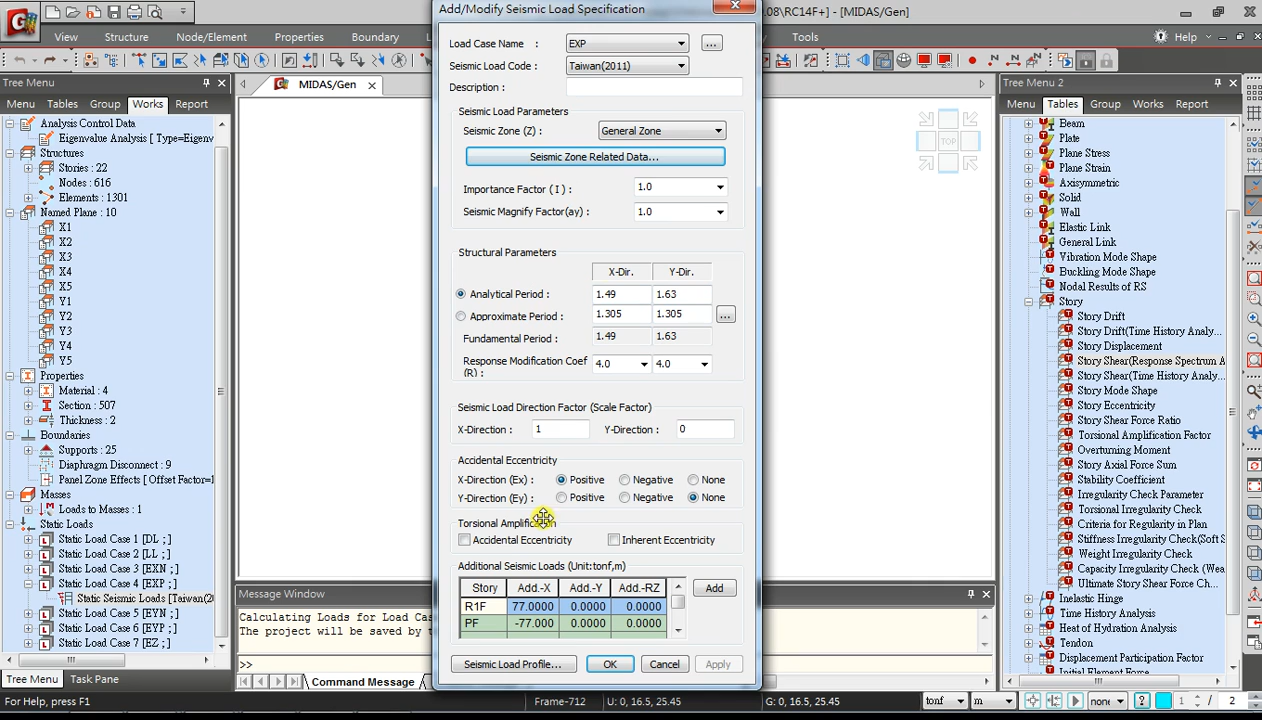 Add/Modify Seismic Load Specification
.08\RC14F+] - [MIDAS/Gen]
View Structure Node/Element Properties Boundary Tools Help
Tree Menu
Menu Tables Group Works Report
Analysis Control Data
Eigenvalue Analysis [ Type=Eigenv
Structures
Stories : 22
Nodes : 616
Elements : 1301
Named Plane : 10
X1
X2
X3
X4
X5
Y1
Y2
Y3
Y4
Y5
Properties
Material : 4
Section : 507
Thickness : 2
Boundaries
Supports : 25
Diaphragm Disconnect : 9
Panel Zone Effects [ Offset Factor=1
Masses
Loads to Masses : 1
Static Loads
Static Load Case 1 [DL ; ]
Static Load Case 2 [LL ; ]
Static Load Case 3 [EXN ; ]
Static Load Case 4 [EXP ; ]
Static Seismic Loads [Taiwan(20
Static Load Case 5 [EYN ; ]
Static Load Case 6 [EYP ; ]
Static Load Case 7 [EZ ; ]
Tree Menu Task Pane
For Help, press F1
MIDAS/Gen
TOP
Load Case Name : EXP ...
Seismic Load Code : Taiwan(2011)
Description :
Seismic Load Parameters
Seismic Zone (Z) : General Zone
Seismic Zone Related Data...
Importance Factor ( I ) : 1.0
Seismic Magnify Factor(ay) : 1.0
Structural Parameters
X-Dir. Y-Dir.
Analytical Period : 1.49 1.63
Approximate Period : 1.305 1.305 ...
Fundamental Period : 1.49 1.63
Response Modification Coef (R) : 4.0 4.0
Seismic Load Direction Factor (Scale Factor)
X-Direction : 1 Y-Direction : 0
Accidental Eccentricity
X-Direction (Ex) : Positive Negative None
Y-Direction (Ey) : Positive Negative None
Torsional Amplification
Accidental Eccentricity Inherent Eccentricity
Additional Seismic Loads (Unit:tonf,m)
Story Add.-X Add.-Y Add.-RZ Add
R1F 77.0000 0.0000 0.0000
PF -77.000 0.0000 0.0000
Seismic Load Profile... OK Cancel Apply
Message Window
Calculating Loads for Load Cas
The project will be saved by t
>>
Command Message
Frame-712 U: 0, 16.5, 25.45 G: 0, 16.5, 25.45 tonf m none ? 1 / 2
Tree Menu 2
Menu Tables Group Works Report
Beam
Plate
Plane Stress
Plane Strain
Axisymmetric
Solid
Wall
Elastic Link
General Link
Vibration Mode Shape
Buckling Mode Shape
Nodal Results of RS
Story
Story Drift
Story Drift(Time History Analy...
Story Displacement
Story Shear(Response Spectrum A
Story Shear(Time History Analy...
Story Mode Shape
Story Eccentricity
Story Shear Force Ratio
Torsional Amplification Factor
Overturning Moment
Story Axial Force Sum
Stability Coefficient
Irregularity Check Parameter
Torsional Irregularity Check
Criteria for Regularity in Plan
Stiffness Irregularity Check(Soft S
Weight Irregularity Check
Capacity Irregularity Check(Wea
Ultimate Story Shear Force Chec
Inelastic Hinge
Time History Analysis
Heat of Hydration Analysis
Tendon
Displacement Participation Factor
Initial Element Force